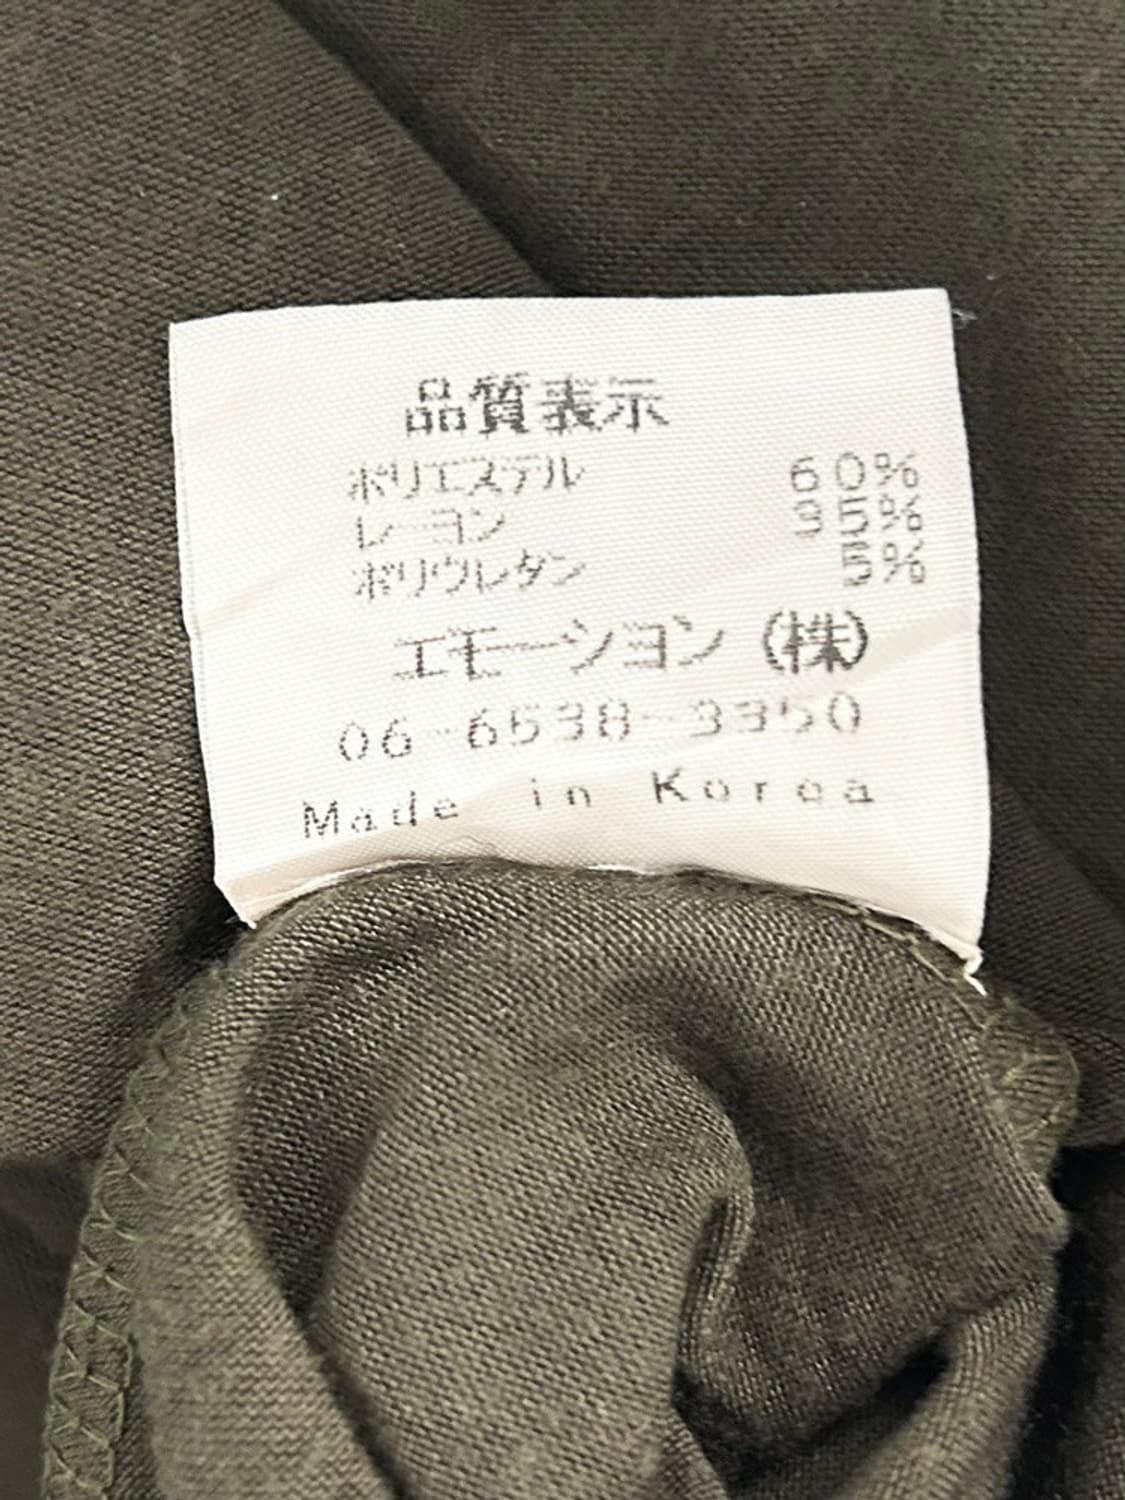 品質表示
ポリエステル 60%
レーヨン 35%
ポリウレタン 5%
エモーション(株)
06-6538-3350
Made in Korea